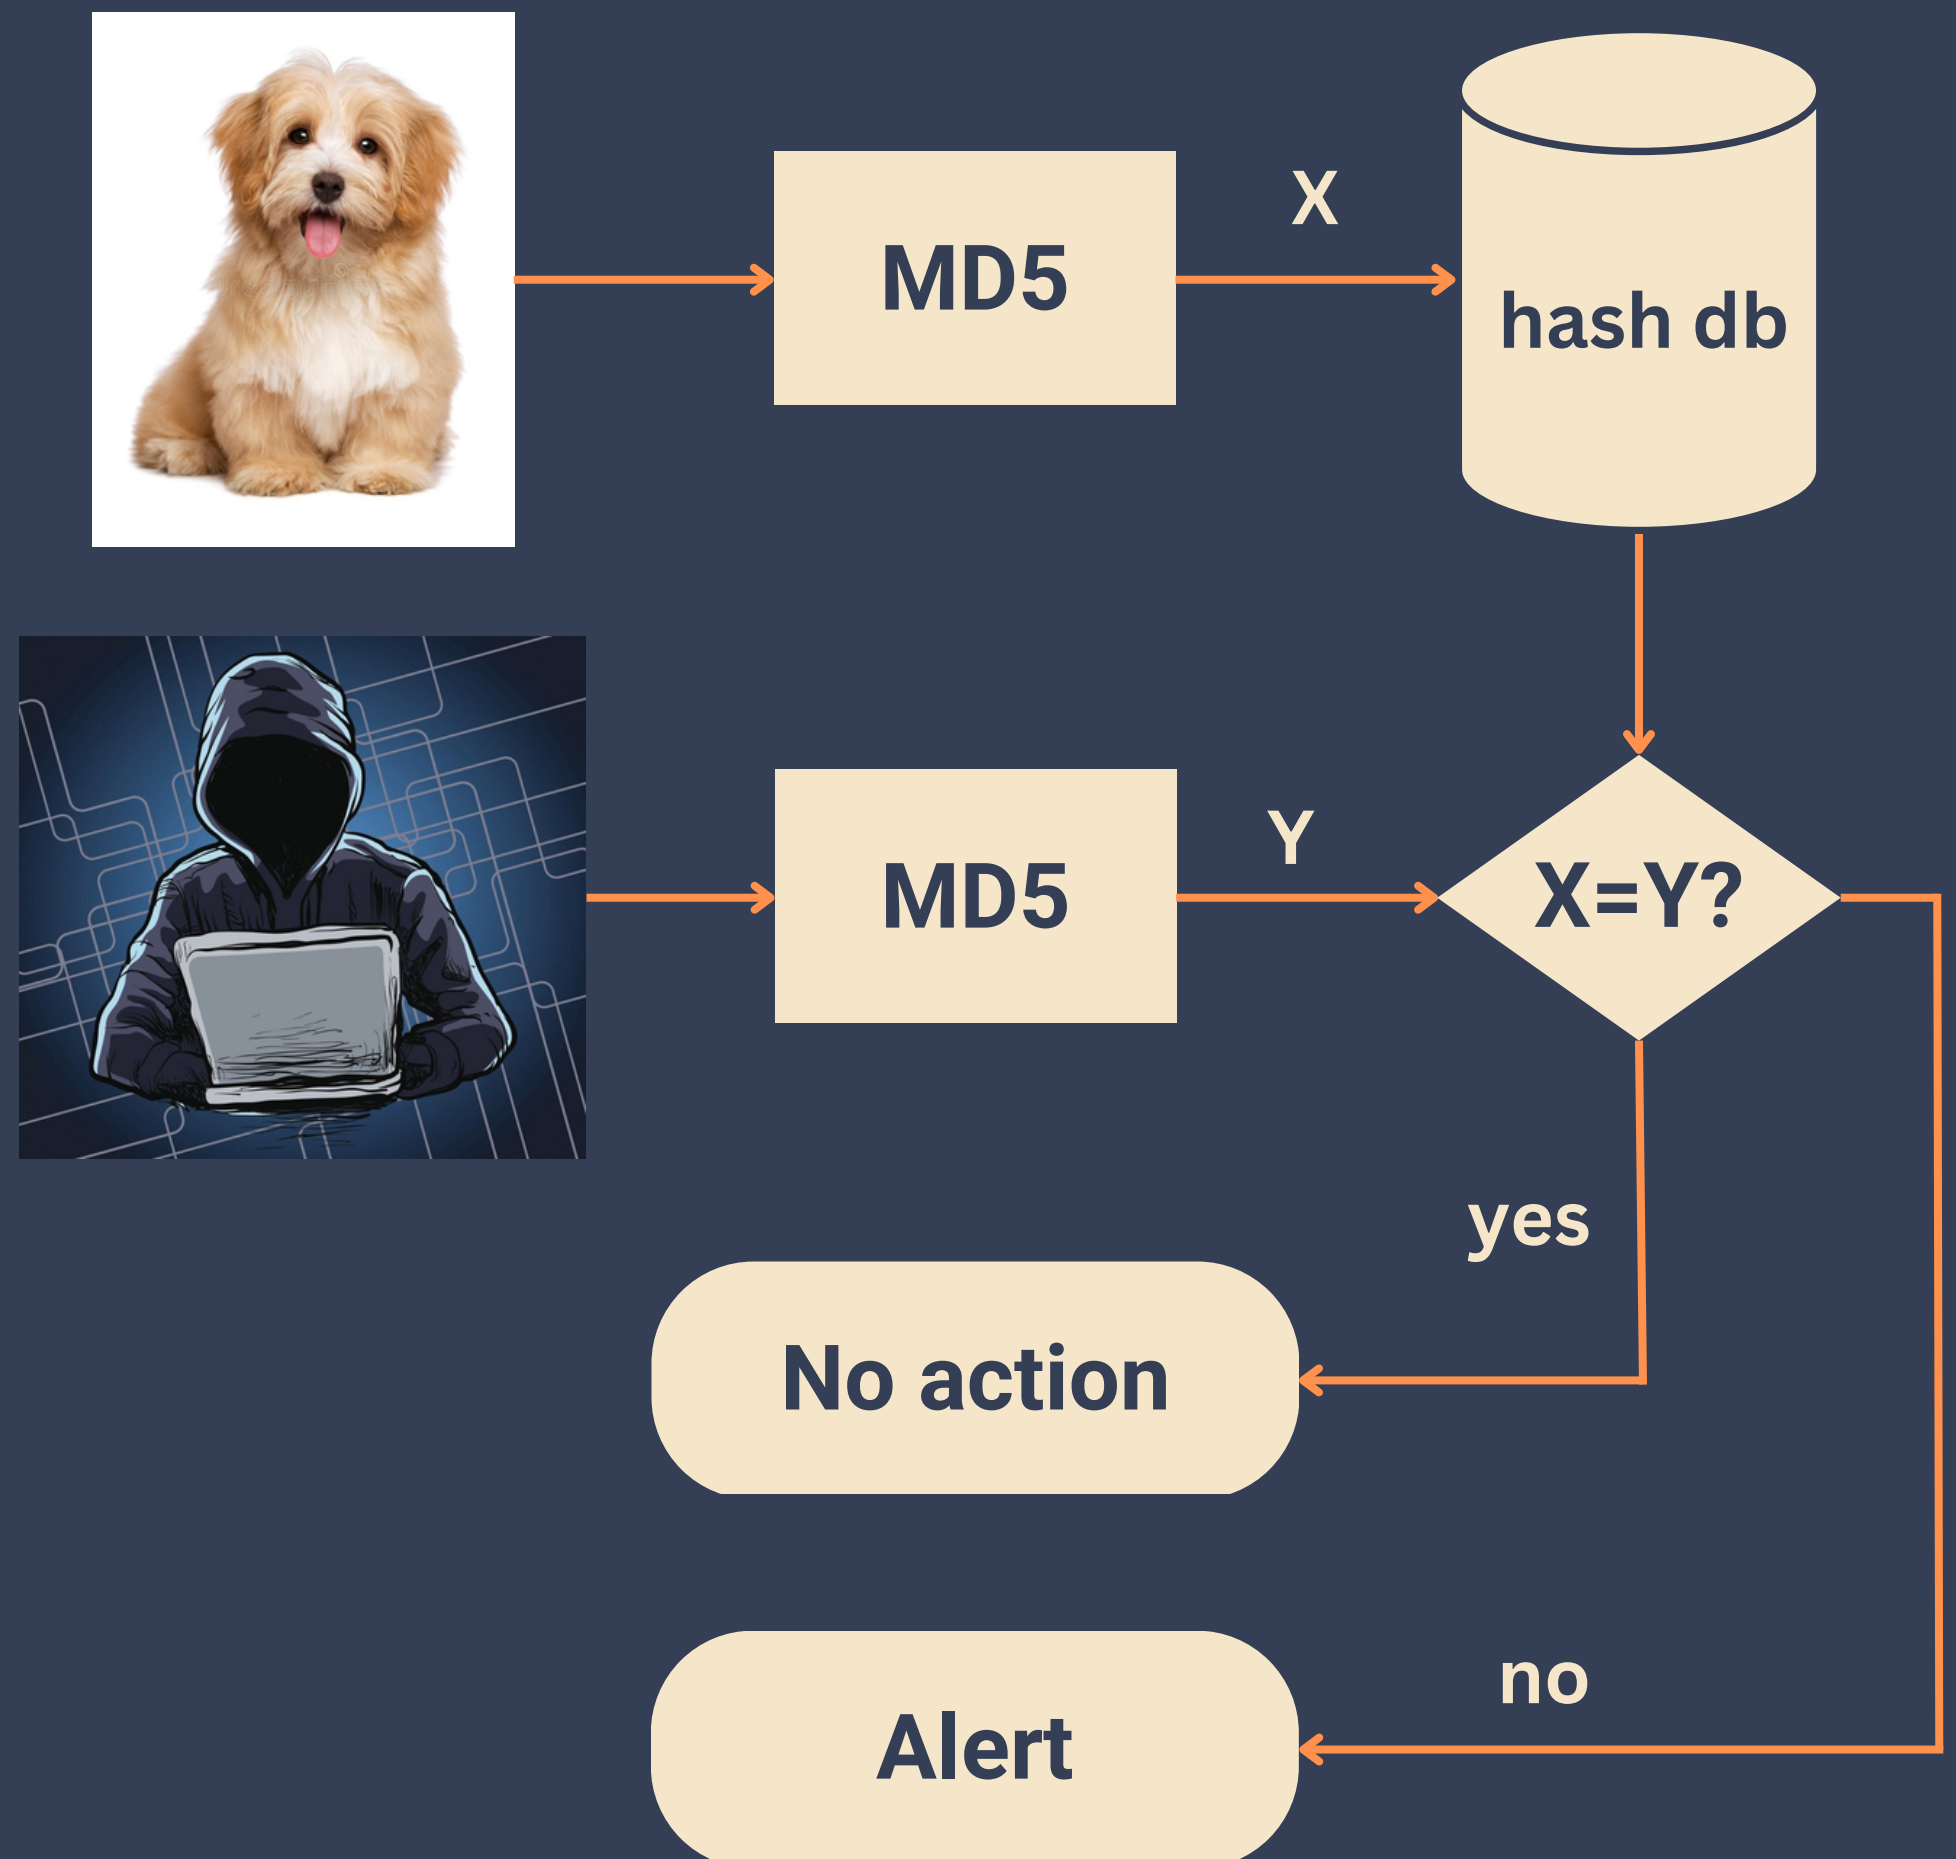 MD5
X
hash db
MD5
Y
X=Y?
yes
No action
no
Alert